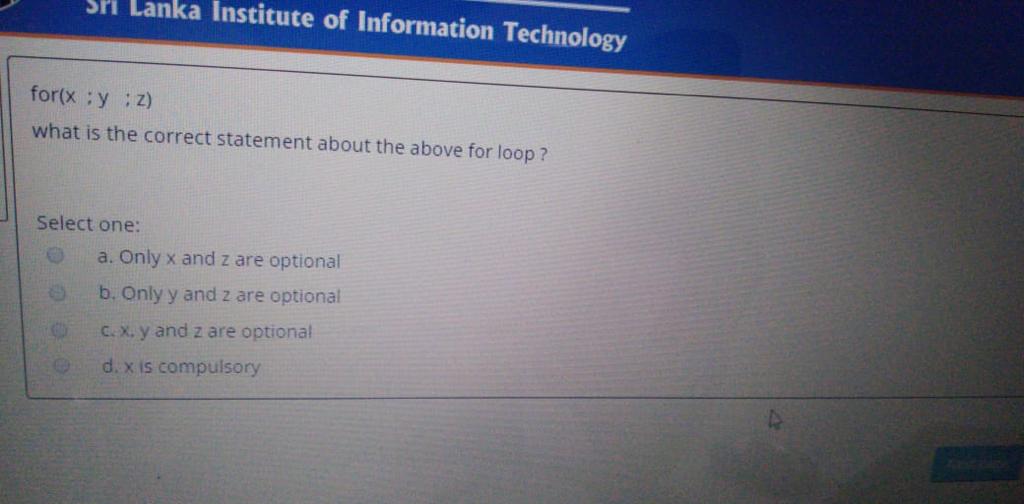 Sri Lanka Institute of Information Technology
for(x ; y ; z)
what is the correct statement about the above for loop ?
Select one:
a. Only x and z are optional
b. Only y and z are optional
c. x, y and z are optional
d. x is compulsory